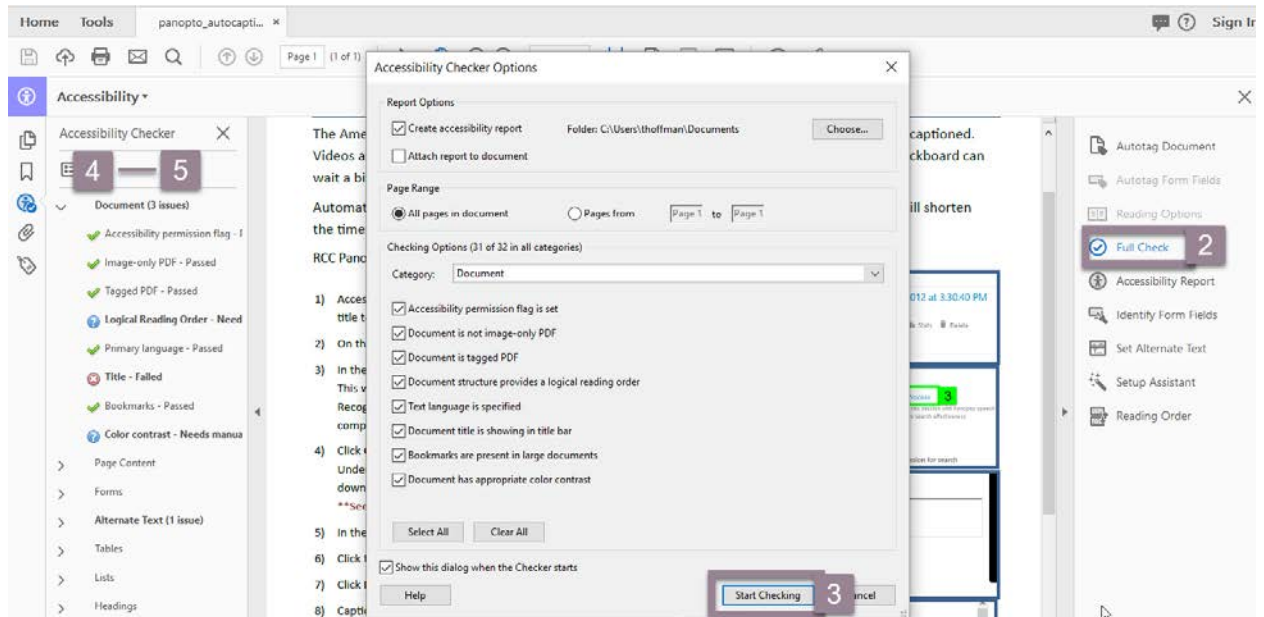 Home Tools panopto_autocapti... × Sign In
Page 1 (1 of 1)
Accessibility
Accessibility Checker
4 5
Document (3 issues)
Accessibility permission flag -
Image-only PDF - Passed
Tagged PDF - Passed
Logical Reading Order - Need
Primary language - Passed
Title - Failed
Bookmarks - Passed
Color contrast - Needs manua
Page Content
Forms
Alternate Text (1 issue)
Tables
Lists
Headings
The Ame
Videos a
wait a bi
Automat
the time
RCC Pano
1) Acces
title t
2) On th
3) In the
This w
Recog
comp
4) Click
Unde
down
**See
5) In the
6) Click
7) Click
8) Captio
Accessibility Checker Options
Report Options
Create accessibility report Folder: C:\Users\thoffman\Documents Choose...
Attach report to document
Page Range
All pages in document Pages from Page 1 to Page 1
Checking Options (31 of 32 in all categories)
Category: Document
Accessibility permission flag is set
Document is not image-only PDF
Document is tagged PDF
Document structure provides a logical reading order
Text language is specified
Document title is showing in title bar
Bookmarks are present in large documents
Document has appropriate color contrast
Select All Clear All
Show this dialog when the Checker starts
Help Start Checking 3 ancel
captioned.
ckboard can
ill shorten
012 at 3.30.40 PM
Stats Delete
3
ssion for search
Autotag Document
Autotag Form Fields
Reading Options
Full Check 2
Accessibility Report
Identify Form Fields
Set Alternate Text
Setup Assistant
Reading Order